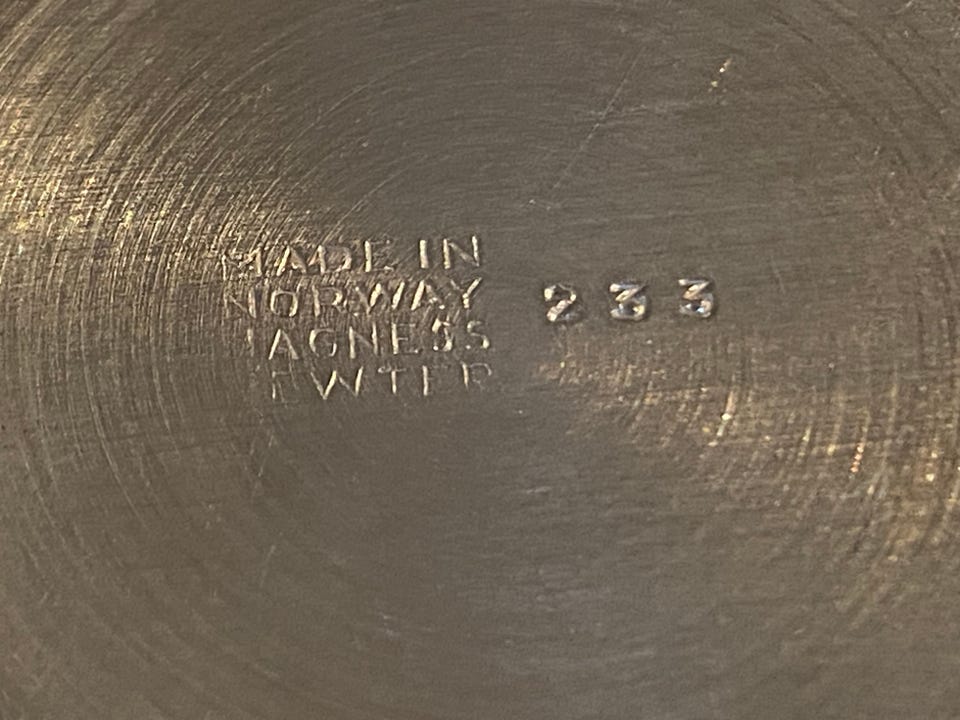 MADE IN
NORWAY 233
HAGNESS
PEWTER